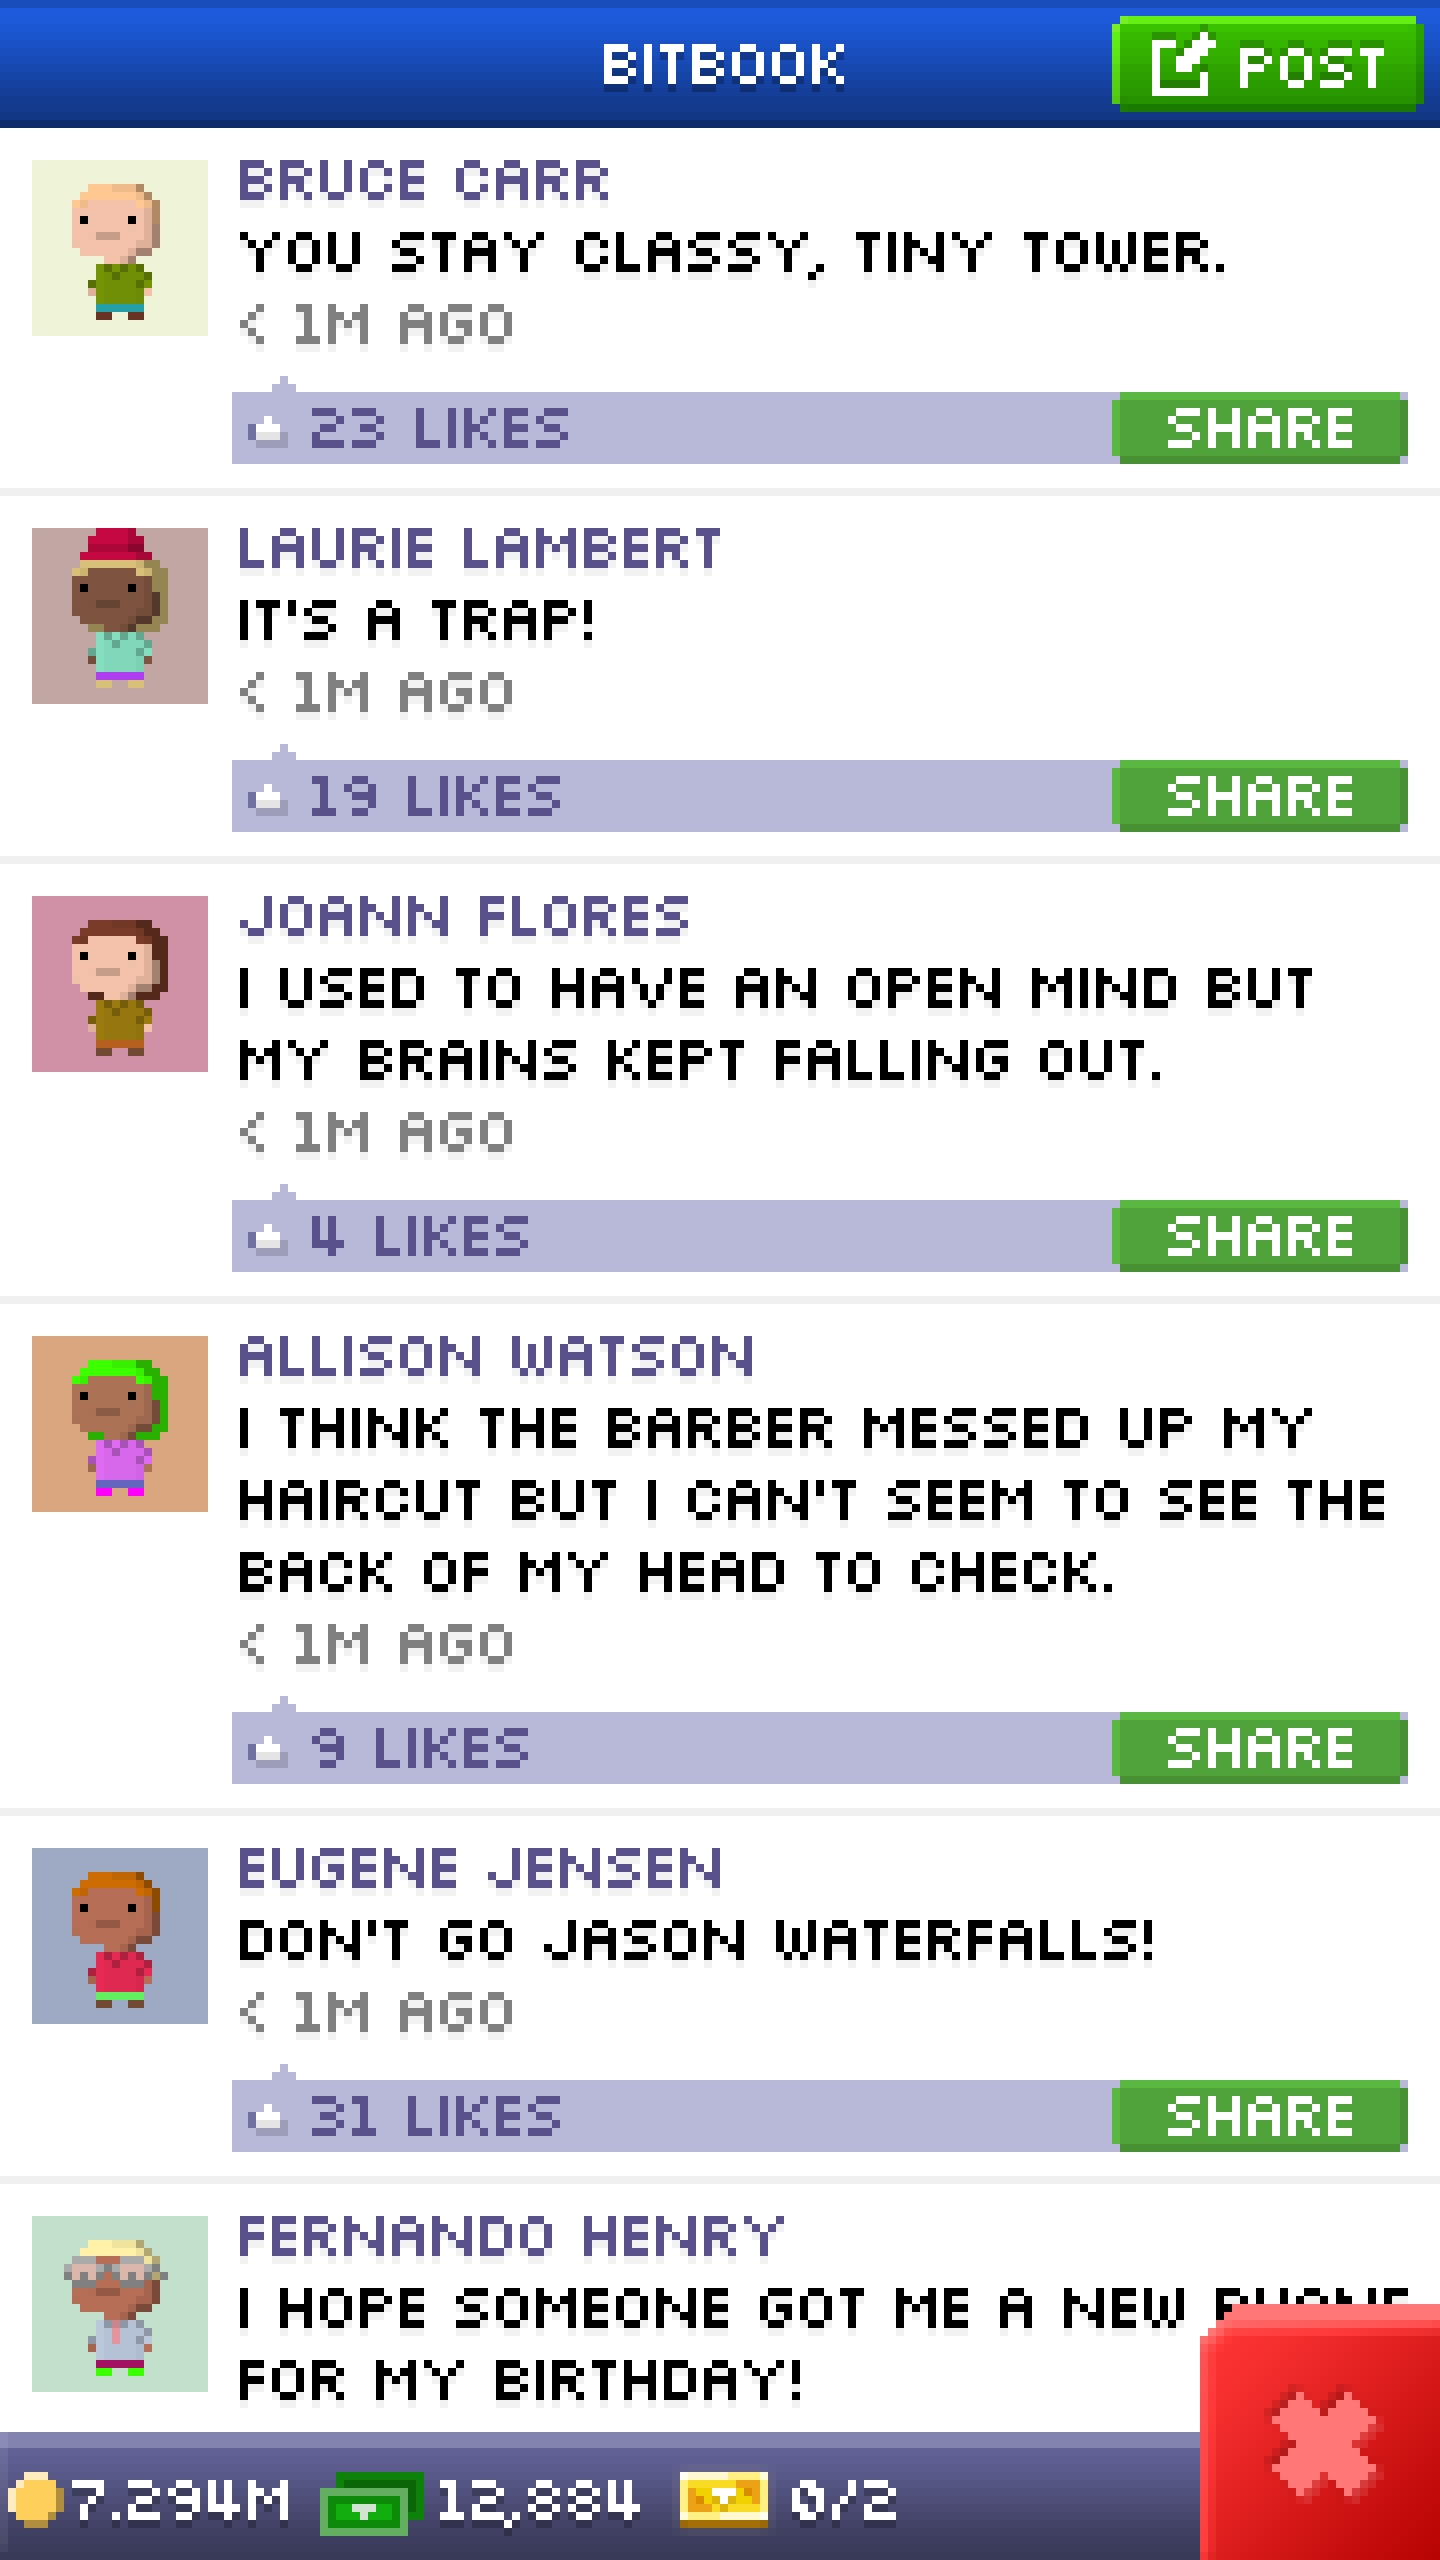 BITBOOK
POST
BRUCE CARR
YOU STAY CLASSY, TINY TOWER.
< 1M AGO
23 LIKES
SHARE
LAURIE LAMBERT
IT'S A TRAP!
< 1M AGO
19 LIKES
SHARE
JOANN FLORES
I USED TO HAVE AN OPEN MIND BUT
MY BRAINS KEPT FALLING OUT.
< 1M AGO
4 LIKES
SHARE
ALLISON WATSON
I THINK THE BARBER MESSED UP MY
HAIRCUT BUT I CAN'T SEEM TO SEE THE
BACK OF MY HEAD TO CHECK.
< 1M AGO
9 LIKES
SHARE
EUGENE JENSEN
DON'T GO JASON WATERFALLS!
< 1M AGO
31 LIKES
SHARE
FERNANDO HENRY
I HOPE SOMEONE GOT ME A NEW PHONE
FOR MY BIRTHDAY!
7.294M
12,884
0/2